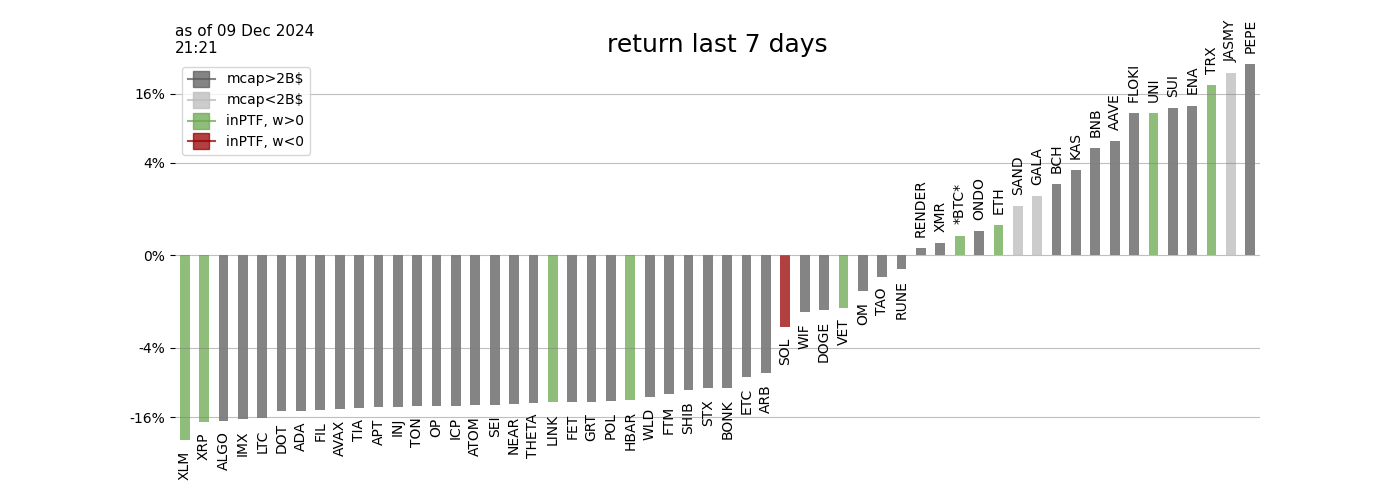 as of 09 Dec 2024
21:21
return last 7 days
mcap>2B$
mcap<2B$
inPTF, w>0
inPTF, w<0
16%
4%
0%
-4%
-16%
XLM
XRP
ALGO
IMX
LTC
DOT
ADA
FIL
AVAX
TIA
APT
INJ
TON
OP
ICP
ATOM
SEI
NEAR
THETA
LINK
FET
GRT
POL
HBAR
WLD
FTM
SHIB
STX
BONK
ETC
ARB
SOL
WIF
DOGE
VET
OM
TAO
RUNE
RENDER
XMR
*BTC*
ONDO
ETH
SAND
GALA
BCH
KAS
BNB
AAVE
FLOKI
UNI
SUI
ENA
TRX
JASMY
PEPE